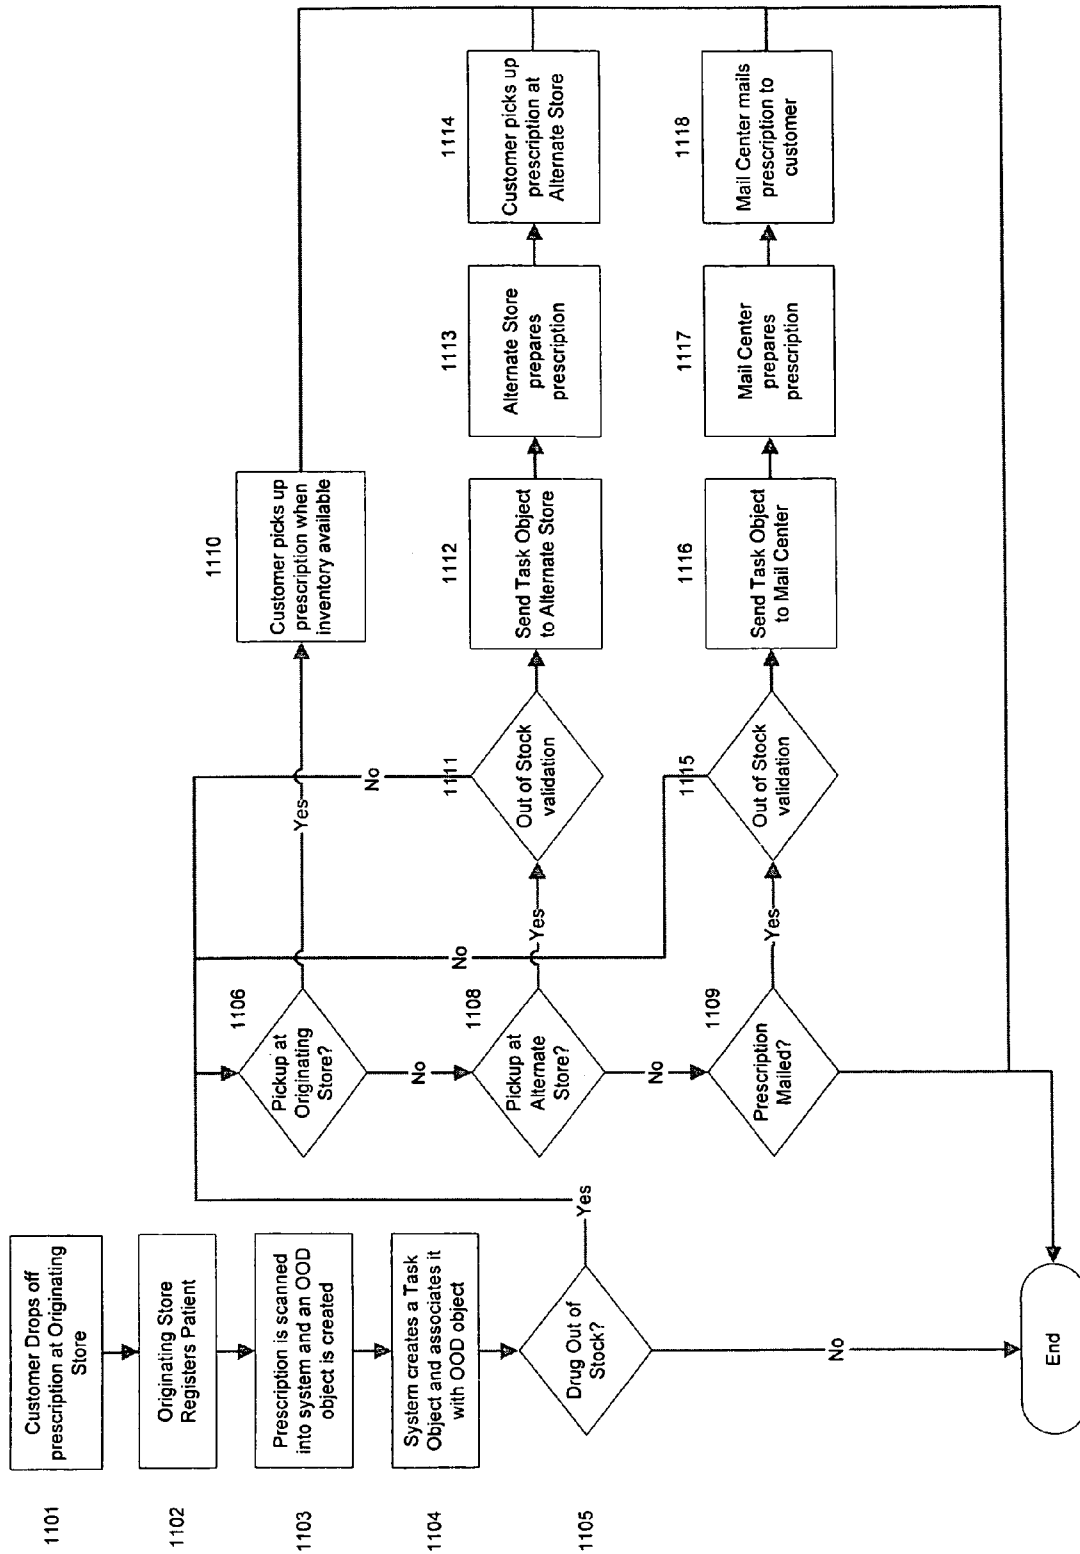 1101
Customer Drops off
prescription at Originating
Store
1102
Originating Store
Registers Patient
1103
Prescription is scanned
into system and an OOD
object is created
1104
System creates a Task
Object and associates it
with OOD object
1105
Drug Out of
Stock?
Yes
No
End
1106
Pickup at
Originating
Store?
Yes
No
1110
Customer picks up
prescription when
inventory available
1108
Pickup at
Alternate
Store?
Yes
No
1111
Out of Stock
validation
No
1112
Send Task Object
to Alternate Store
1113
Alternate Store
prepares
prescription
1114
Customer picks up
prescription at
Alternate Store
1109
Prescription
Mailed?
Yes
1115
Out of Stock
validation
No
1116
Send Task Object
to Mail Center
1117
Mail Center
prepares
prescription
1118
Mail Center mails
prescription to
customer